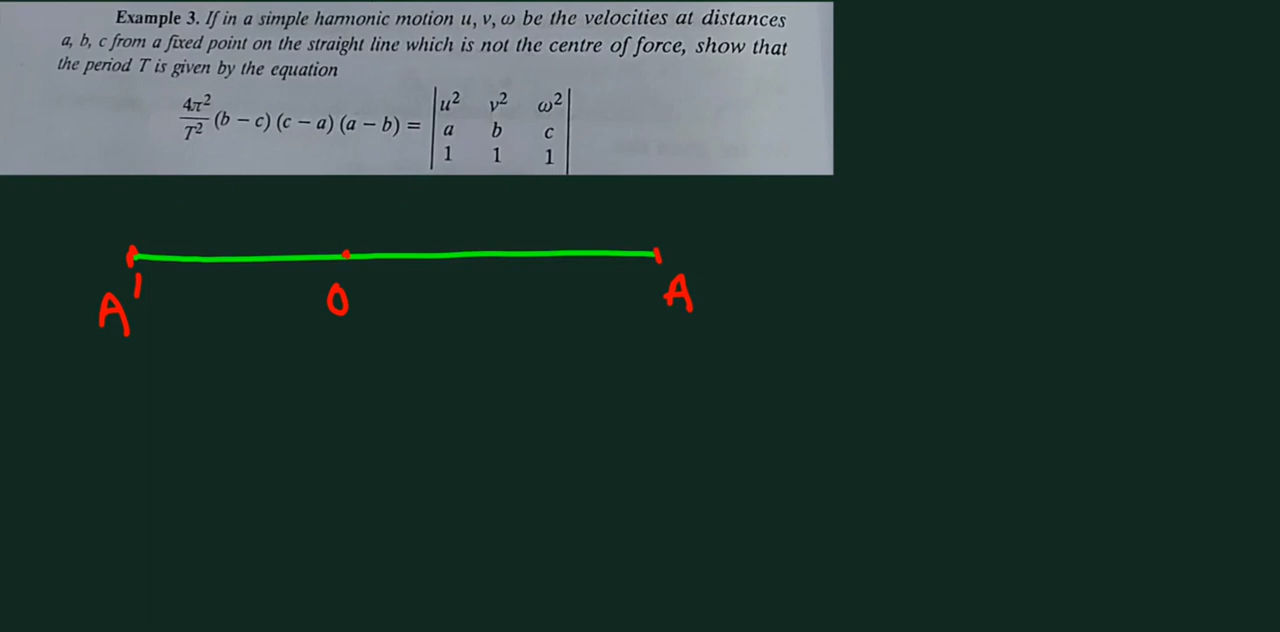 Example 3. If in a simple harmonic motion u, v, ω be the velocities at distances
a, b, c from a fixed point on the straight line which is not the centre of force, show that
the period T is given by the equation
4π²/T² (b – c) (c – a) (a – b) = | u² v² ω² |
| a b c |
| 1 1 1 |
A' O A